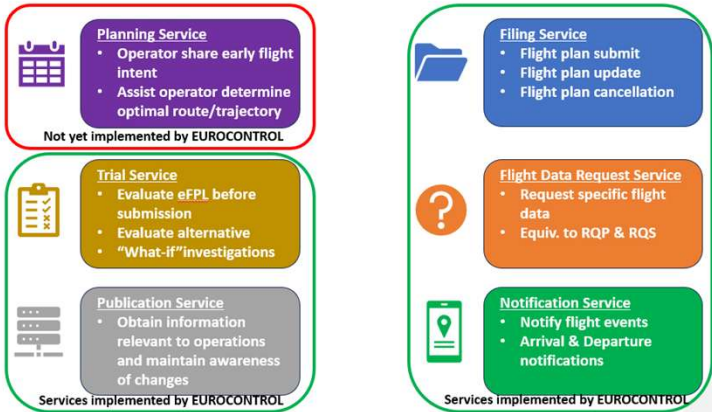 Planning Service
• Operator share early flight
intent
• Assist operator determine
optimal route/trajectory
Not yet implemented by EUROCONTROL
Trial Service
• Evaluate eFPL before
submission
• Evaluate alternative
• “What-if”investigations
Publication Service
• Obtain information
relevant to operations
and maintain awareness
of changes
Services implemented by EUROCONTROL
Filing Service
• Flight plan submit
• Flight plan update
• Flight plan cancellation
Flight Data Request Service
• Request specific flight
data
• Equiv. to RQP & RQS
?
Notification Service
• Notify flight events
• Arrival & Departure
notifications
Services implemented by EUROCONTROL